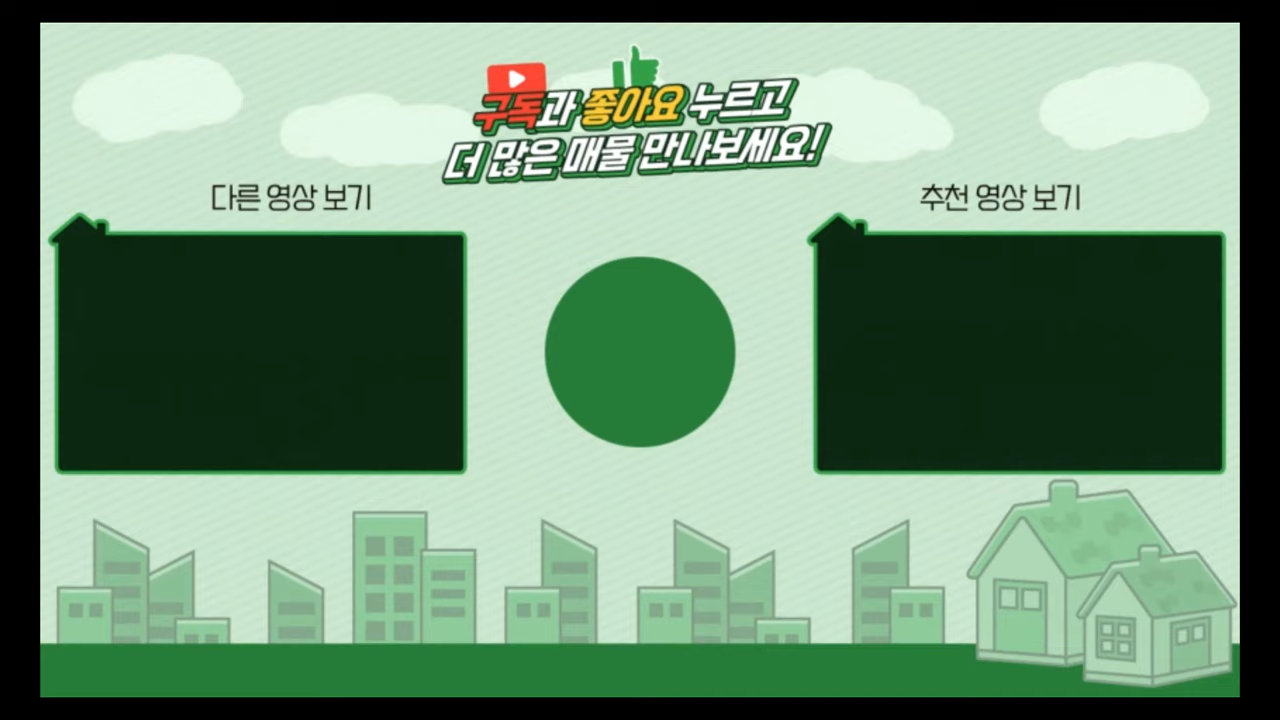 구독과 좋아요 누르고
더 많은 매물 만나보세요!
다른 영상 보기
추천 영상 보기